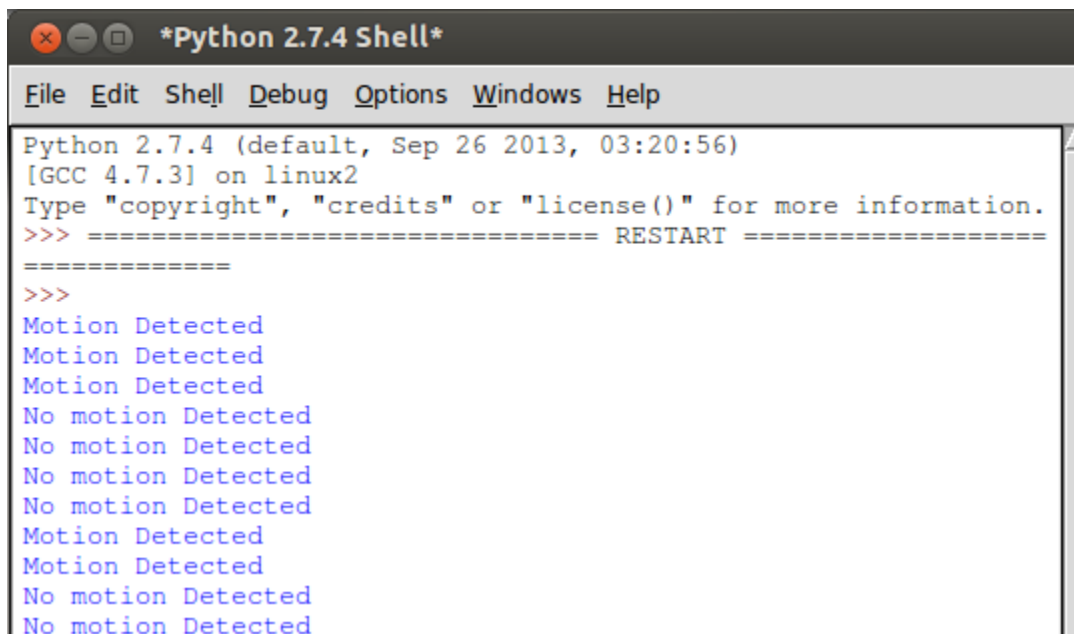 *Python 2.7.4 Shell*
File Edit Shell Debug Options Windows Help
Python 2.7.4 (default, Sep 26 2013, 03:20:56)
[GCC 4.7.3] on linux2
Type "copyright", "credits" or "license()" for more information.
>>> ================================ RESTART ===================
=============
>>>
Motion Detected
Motion Detected
Motion Detected
No motion Detected
No motion Detected
No motion Detected
No motion Detected
Motion Detected
Motion Detected
No motion Detected
No motion Detected